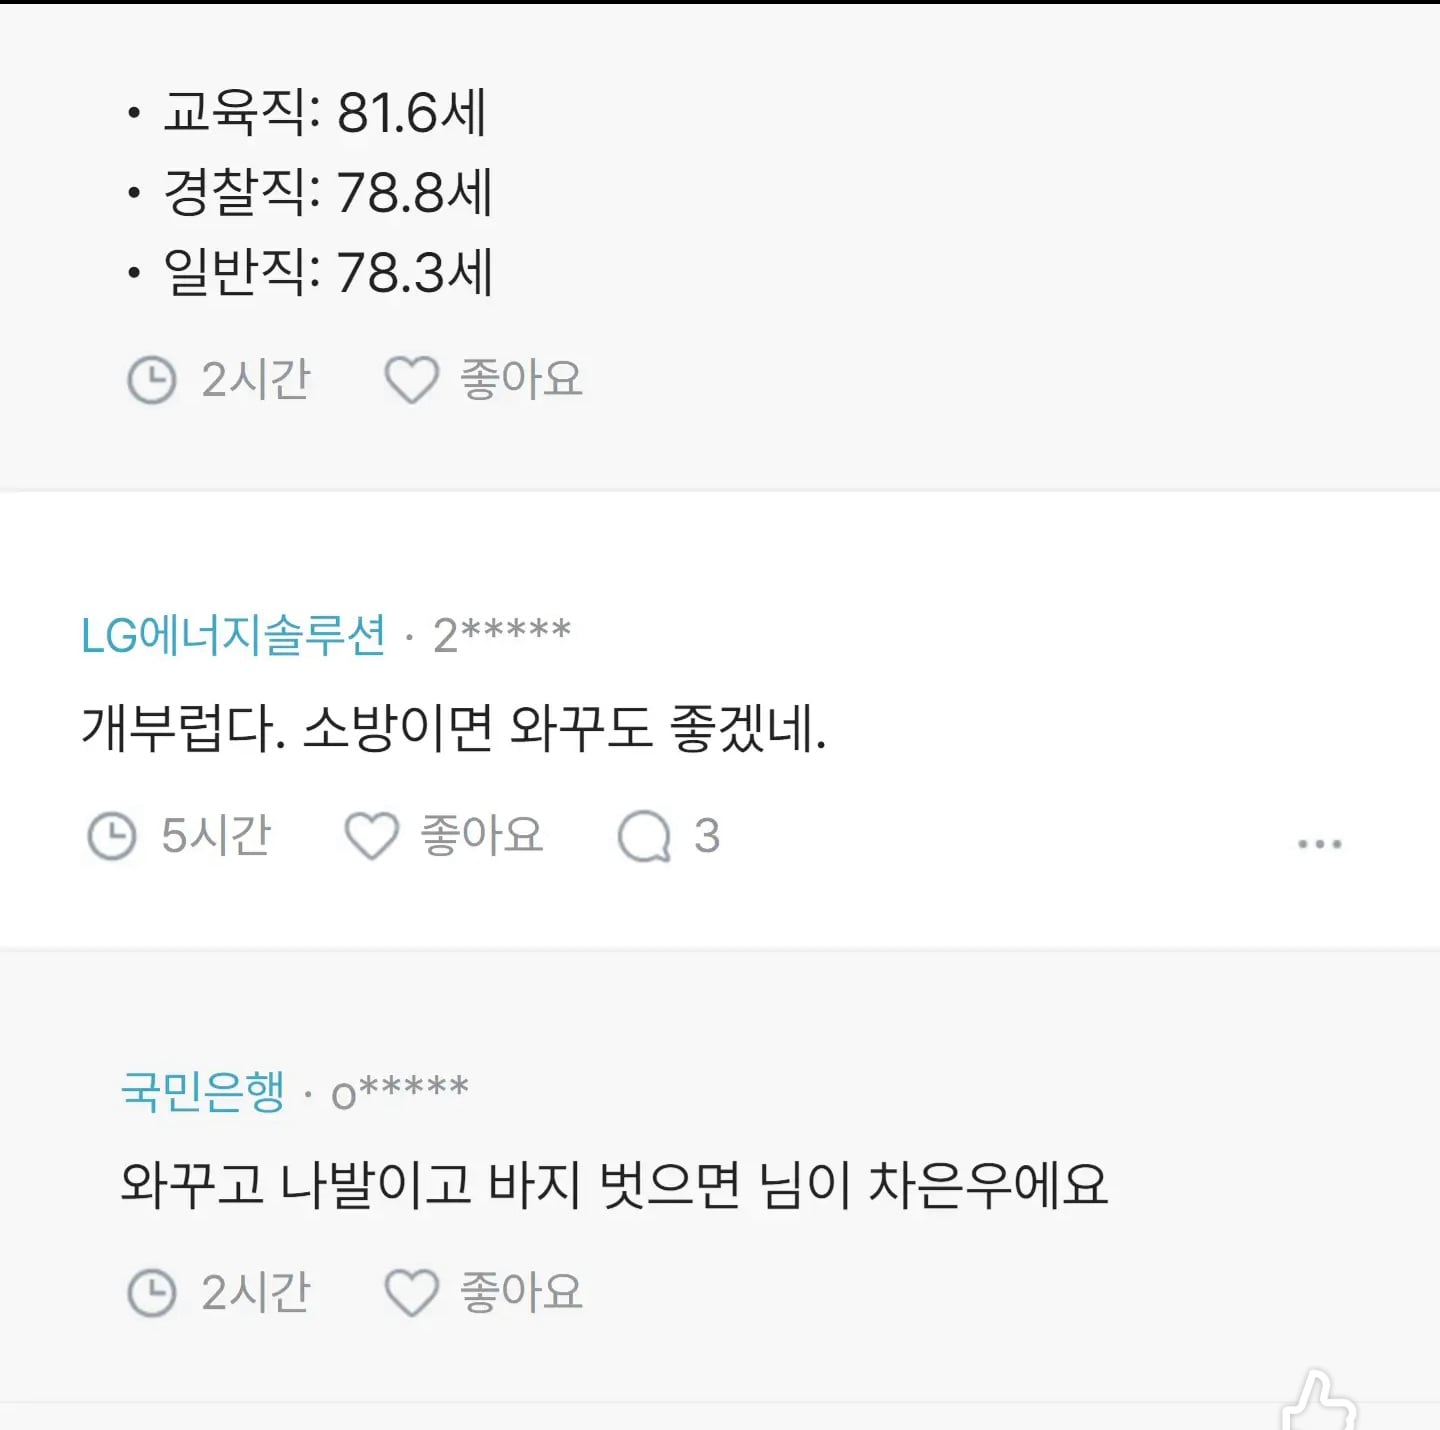 • 교육직: 81.6세
• 경찰직: 78.8세
• 일반직: 78.3세
2시간 좋아요
LG에너지솔루션 · 2*****
개부럽다. 소방이면 와꾸도 좋겠네.
5시간 좋아요 3
국민은행 · o*****
와꾸고 나발이고 바지 벗으면 님이 차은우에요
2시간 좋아요